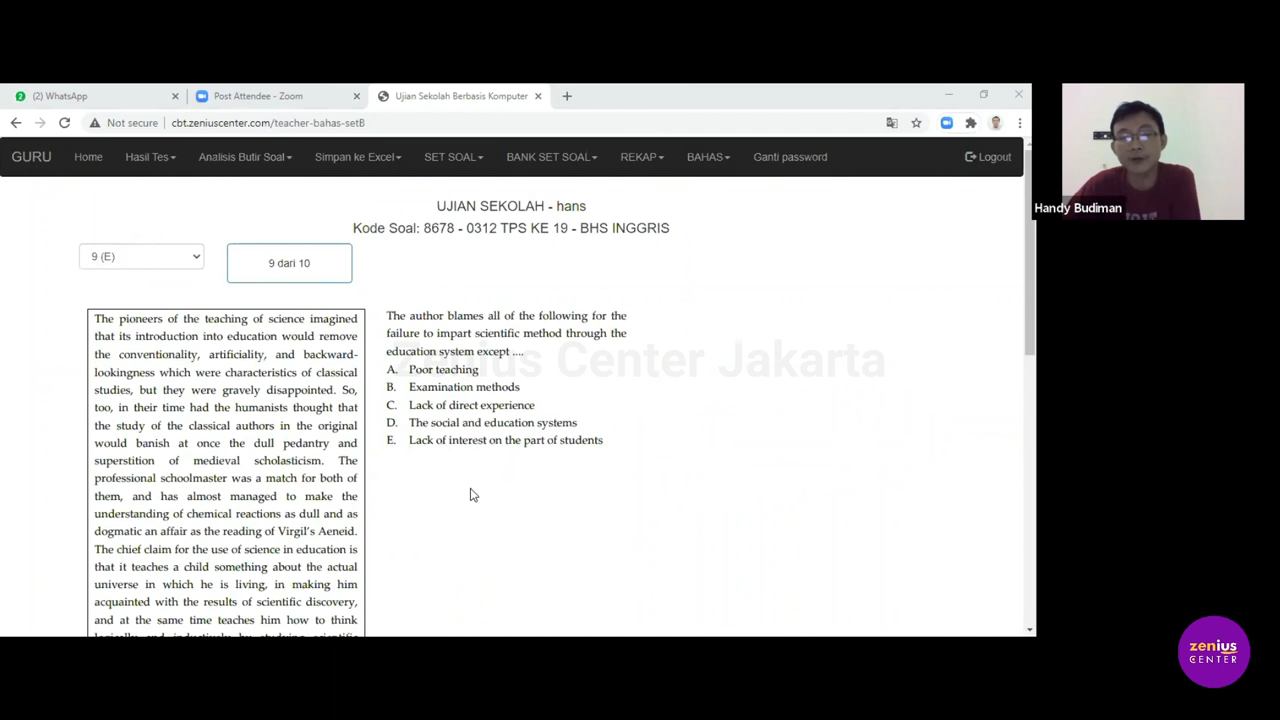 (2) WhatsApp
Post Attendee - Zoom
Ujian Sekolah Berbasis Komputer
Not secure
cbt.zeniuscenter.com/teacher-bahas-setB
GURU Home Hasil Tes Analisis Butir Soal Simpan ke Excel SET SOAL BANK SET SOAL REKAP BAHAS Ganti password Logout
Handy Budiman
UJIAN SEKOLAH - hans
Kode Soal: 8678 - 0312 TPS KE 19 - BHS INGGRIS
9 (E)
9 dari 10
The pioneers of the teaching of science imagined
that its introduction into education would remove
the conventionality, artificiality, and backward-
lookingness which were characteristics of classical
studies, but they were gravely disappointed. So,
too, in their time had the humanists thought that
the study of the classical authors in the original
would banish at once the dull pedantry and
superstition of medieval scholasticism. The
professional schoolmaster was a match for both of
them, and has almost managed to make the
understanding of chemical reactions as dull and as
dogmatic an affair as the reading of Virgil's Aeneid.
The chief claim for the use of science in education is
that it teaches a child something about the actual
universe in which he is living, in making him
acquainted with the results of scientific discovery,
and at the same time teaches him how to think
logically and inductively by studying scientific
The author blames all of the following for the
failure to impart scientific method through the
education system except ....
A. Poor teaching
B. Examination methods
C. Lack of direct experience
D. The social and education systems
E. Lack of interest on the part of students
Zenius Center Jakarta
zenius
CENTER